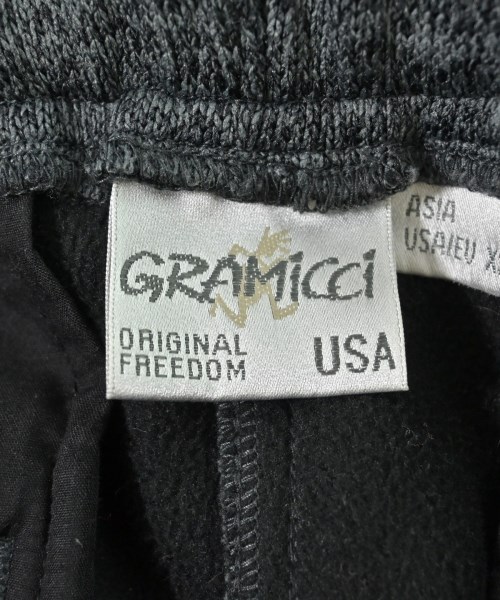 GRAMiCCi
ORIGINAL
FREEDOM
USA
ASIA
USA/EU